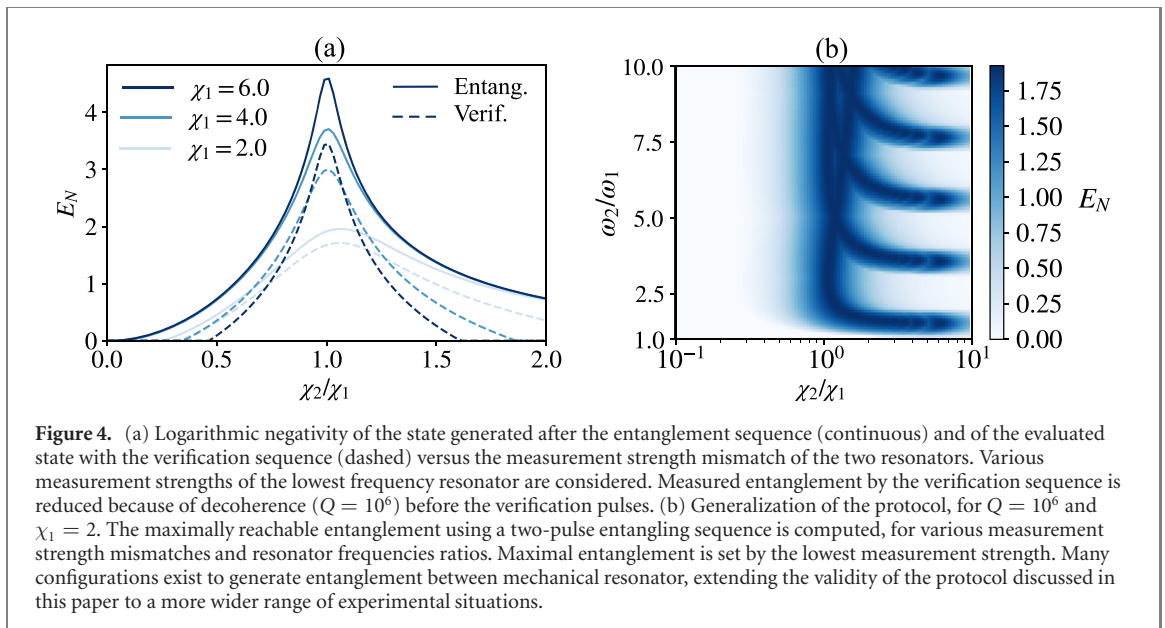 (a)
χ₁ = 6.0
χ₁ = 4.0
χ₁ = 2.0
Entang.
Verif.
4
3
2
1
0
E_N
0.0 0.5 1.0 1.5 2.0
χ₂/χ₁
(b)
10.0
7.5
5.0
2.5
1.0
ω₂/ω₁
10⁻¹ 10⁰ 10¹
χ₂/χ₁
1.75
1.50
1.25
1.00
0.75
0.50
0.25
0.00
E_N
Figure 4. (a) Logarithmic negativity of the state generated after the entanglement sequence (continuous) and of the evaluated
state with the verification sequence (dashed) versus the measurement strength mismatch of the two resonators. Various
measurement strengths of the lowest frequency resonator are considered. Measured entanglement by the verification sequence is
reduced because of decoherence (Q = 10⁶) before the verification pulses. (b) Generalization of the protocol, for Q = 10⁶ and
χ₁ = 2. The maximally reachable entanglement using a two-pulse entangling sequence is computed, for various measurement
strength mismatches and resonator frequencies ratios. Maximal entanglement is set by the lowest measurement strength. Many
configurations exist to generate entanglement between mechanical resonator, extending the validity of the protocol discussed in
this paper to a more wider range of experimental situations.